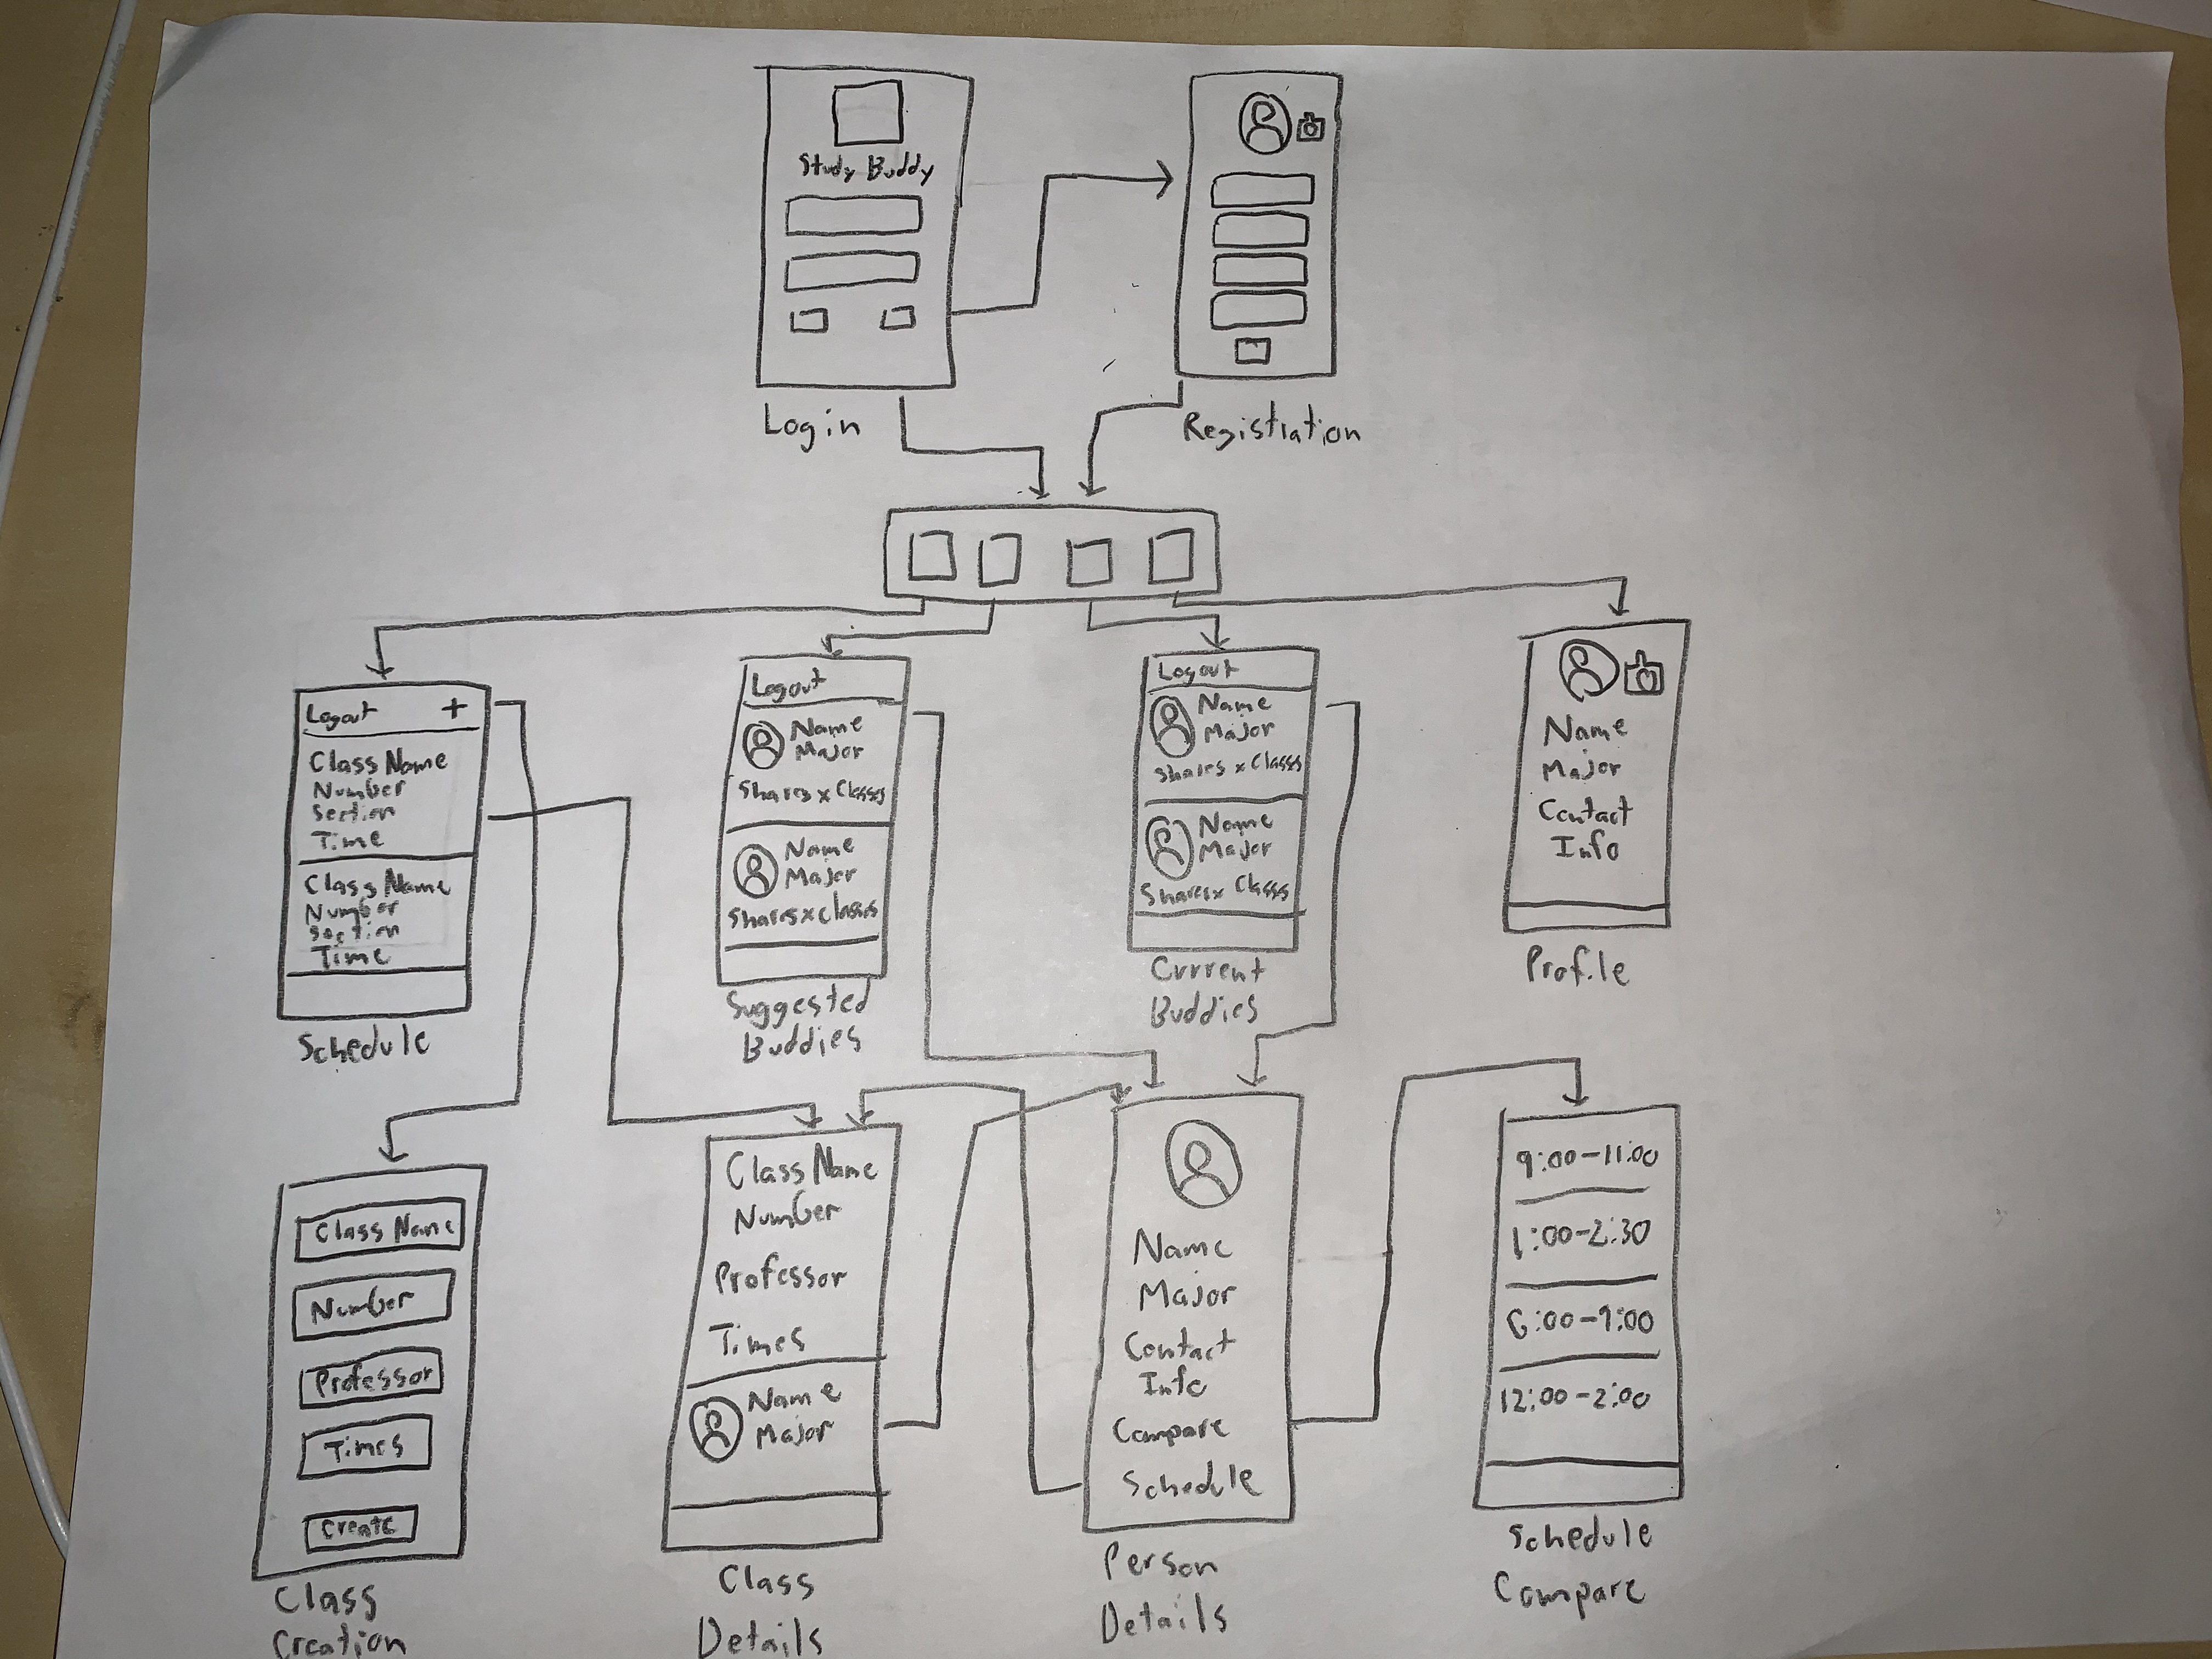 Study Buddy
Login
Registration
Logout +
Class Name
Number
Section
Time
Class Name
Number
Section
Time
Schedule
Logout
Name
Major
Shares x Classes
Name
Major
Shares x Classes
Suggested
Buddies
Logout
Name
Major
Shares x Classes
Name
Major
Shares x Classes
Current
Buddies
Name
Major
Contact
Info
Profile
Class Name
Number
Professor
Times
Create
Class
Creation
Class Name
Number
Professor
Times
Name
Major
Class
Details
Name
Major
Contact
Info
Compare
Schedule
Person
Details
9:00-11:00
1:00-2:30
6:00-9:00
12:00-2:00
Schedule
Compare